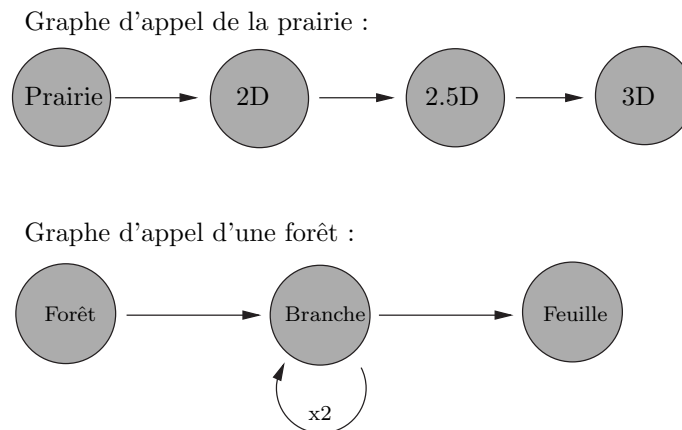 Graphe d'appel de la prairie :
Prairie 2D 2.5D 3D
Graphe d'appel d'une forêt :
Forêt Branche Feuille
x2